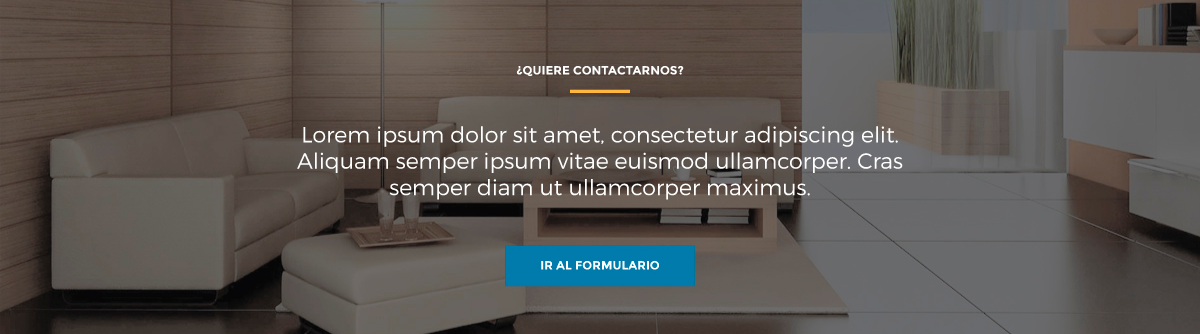 ¿QUIERE CONTACTARNOS?
Lorem ipsum dolor sit amet, consectetur adipiscing elit.
Aliquam semper ipsum vitae euismod ullamcorper. Cras
semper diam ut ullamcorper maximus.
IR AL FORMULARIO